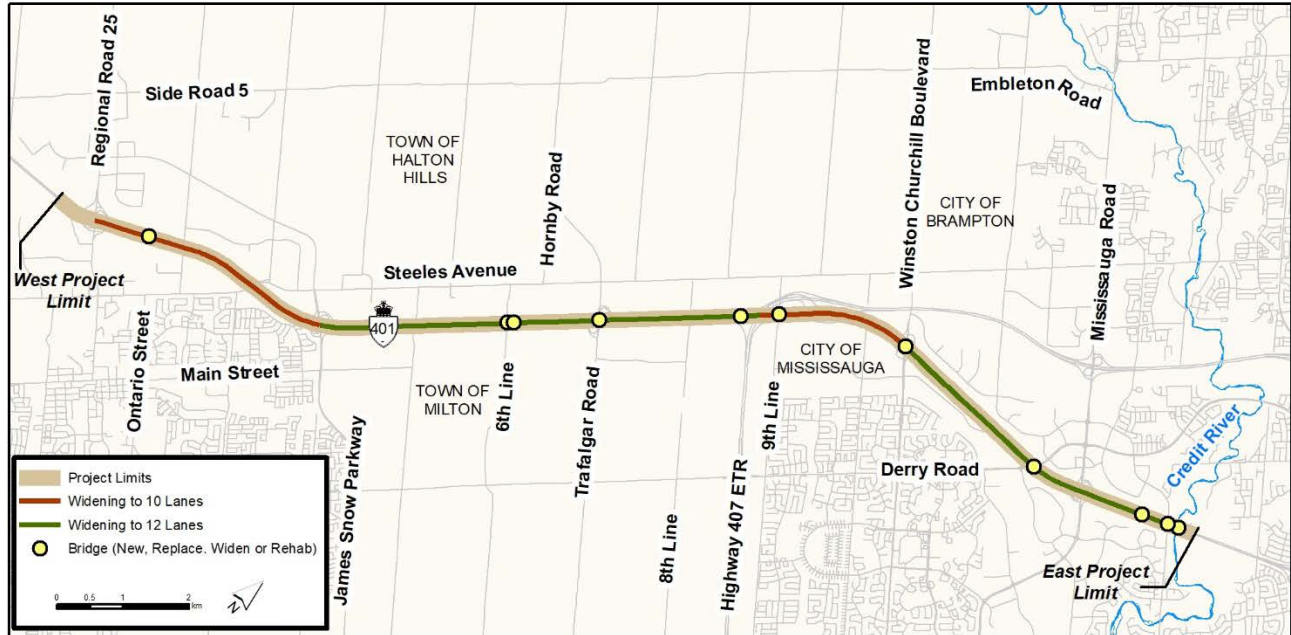 Regional Road 25
Side Road 5
TOWN OF
HALTON
HILLS
Hornby Road
Winston Churchill Boulevard
Embleton
Road
CITY OF
BRAMPTON
Mississauga Road
West Project
Limit
Steeles Avenue
401
Ontario Street
Main Street
TOWN OF
MILTON
6th Line
Trafalgar Road
CITY OF
MISSISSAUGA
9th Line
Derry Road
Credit River
James Snow Parkway
8th Line
Highway 407 ETR
East Project
Limit
Project Limits
Widening to 10 Lanes
Widening to 12 Lanes
Bridge (New, Replace. Widen or Rehab)
0 0.5 1 2
km
N